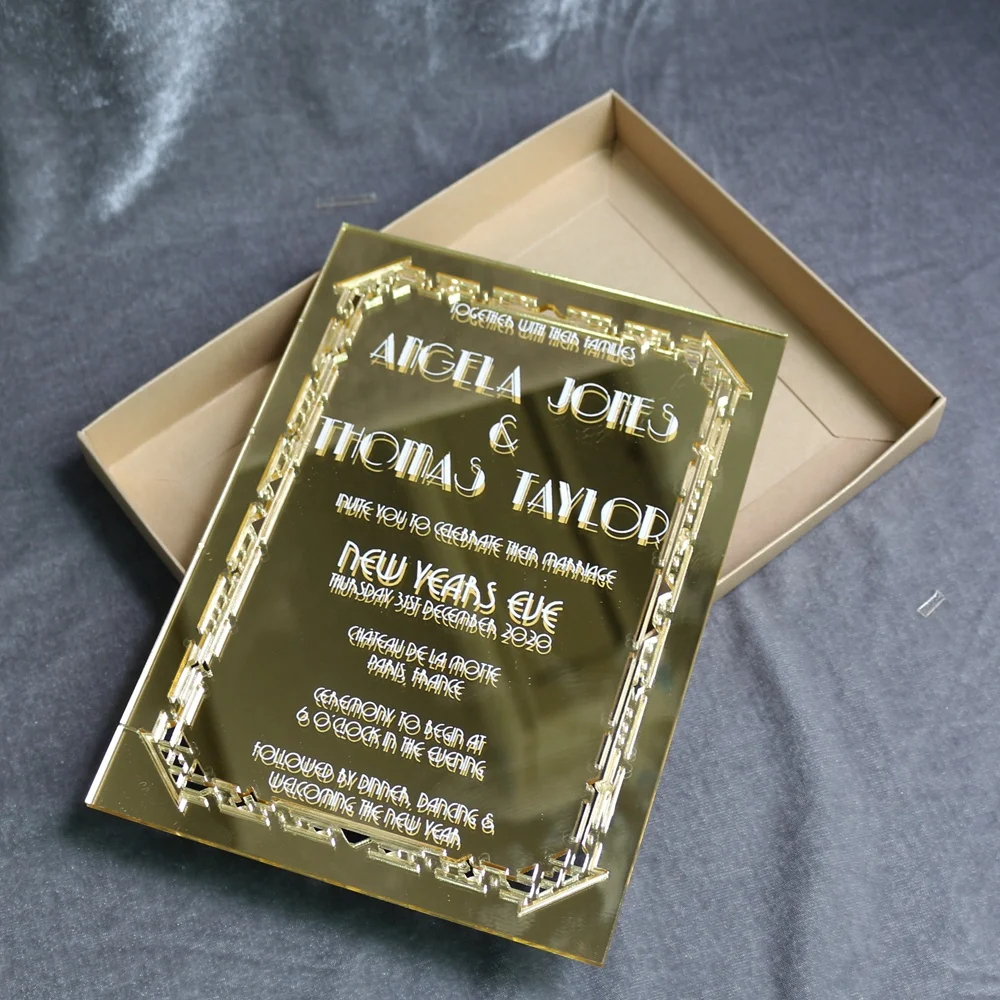 TOGETHER WITH THEIR FAMILIES
ANGELA JONES
&
THOMAS TAYLOR
INVITE YOU TO CELEBRATE THEIR MARRIAGE
NEW YEARS EVE
THURSDAY 31ST DECEMBER 2020
CHATEAU DE LA MOTTE
PARIS, FRANCE
CEREMONY TO BEGIN AT
6 O'CLOCK IN THE EVENING
FOLLOWED BY DINNER, DANCING &
WELCOMING THE NEW YEAR